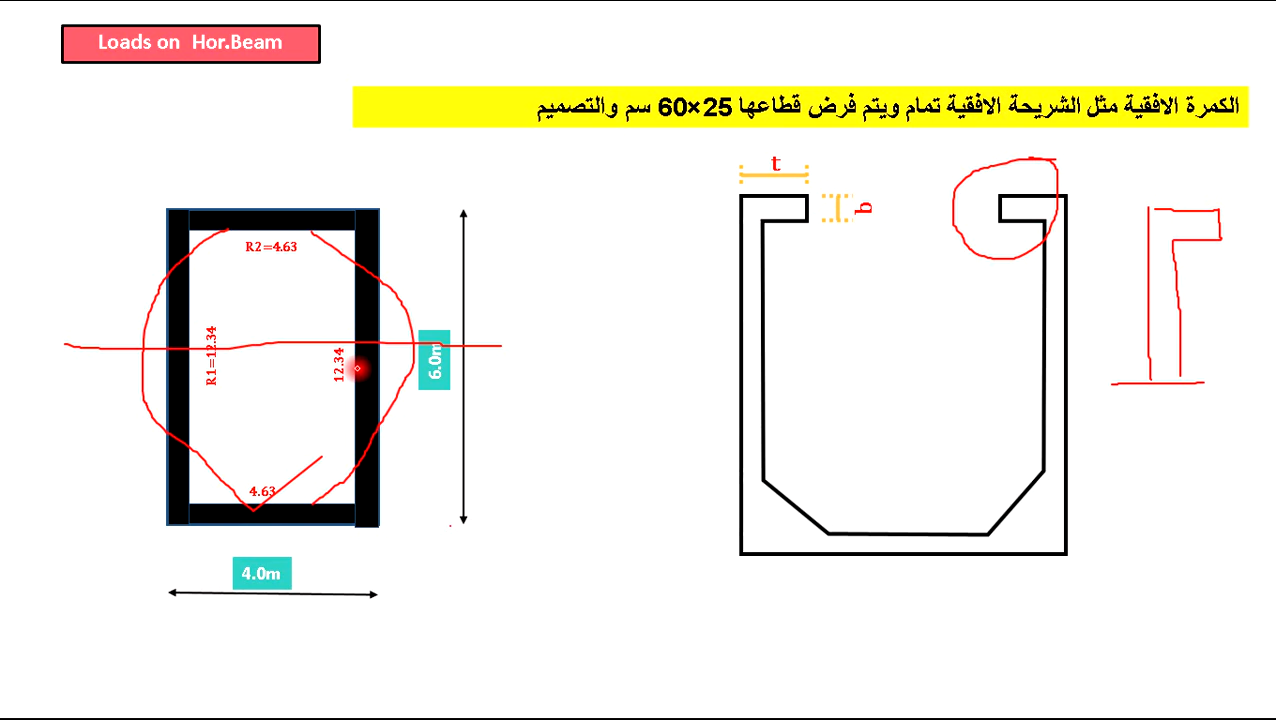 Loads on Hor.Beam
الكمرة الافقية مثل الشريحة الافقية تمام ويتم فرض قطاعها 25×60 سم والتصميم
t
b
R2=4.63
R1=12.34
12.34
6.0m
4.63
4.0m